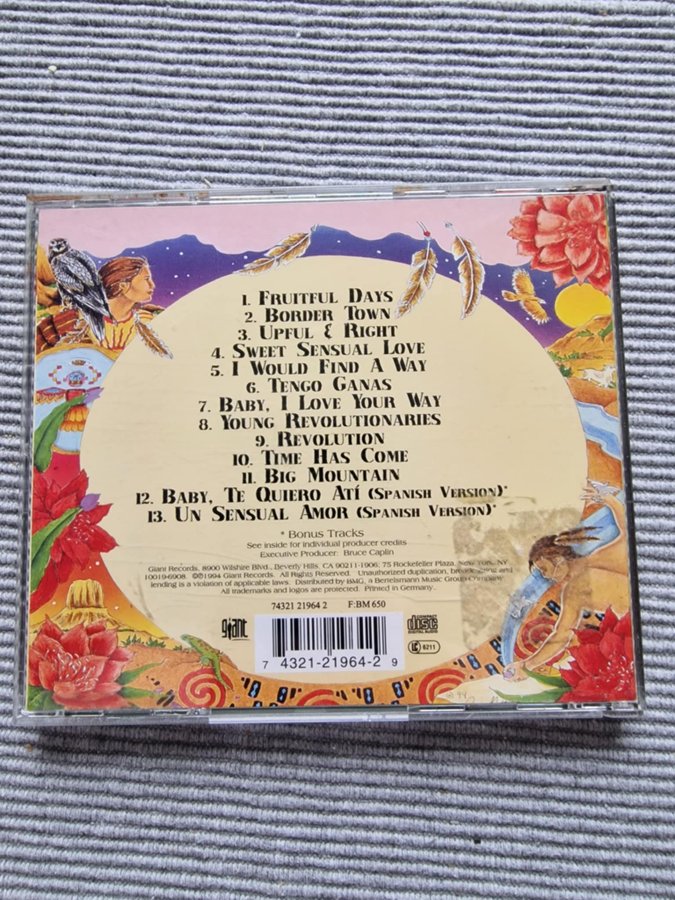 1. Fruitful Days
2. Border Town
3. Upful & Right
4. Sweet Sensual Love
5. I Would Find A Way
6. Tengo Ganas
7. Baby, I Love Your Way
8. Young Revolutionaries
9. Revolution
10. Time Has Come
11. Big Mountain
12. Baby, Te Quiero Atí (Spanish Version)*
13. Un Sensual Amor (Spanish Version)*
* Bonus Tracks
See inside for individual producer credits
Executive Producer: Bruce Caplin
Giant Records, 8900 Wilshire Blvd., Beverly Hills, CA 90211-1906; 75 Rockefeller Plaza, New York, NY
10019-6908. ©℗1994 Giant Records. All Rights Reserved. Unauthorized duplication, broadcasting and
lending is a violation of applicable laws. Distributed by BMG, a Bertelsmann Music Group Company.
All trademarks and logos are protected. Printed in Germany.
74321 21964 2 F:BM 650
giant
7 4321-21964-2 9
COMPACT disc DIGITAL AUDIO
LC 6211